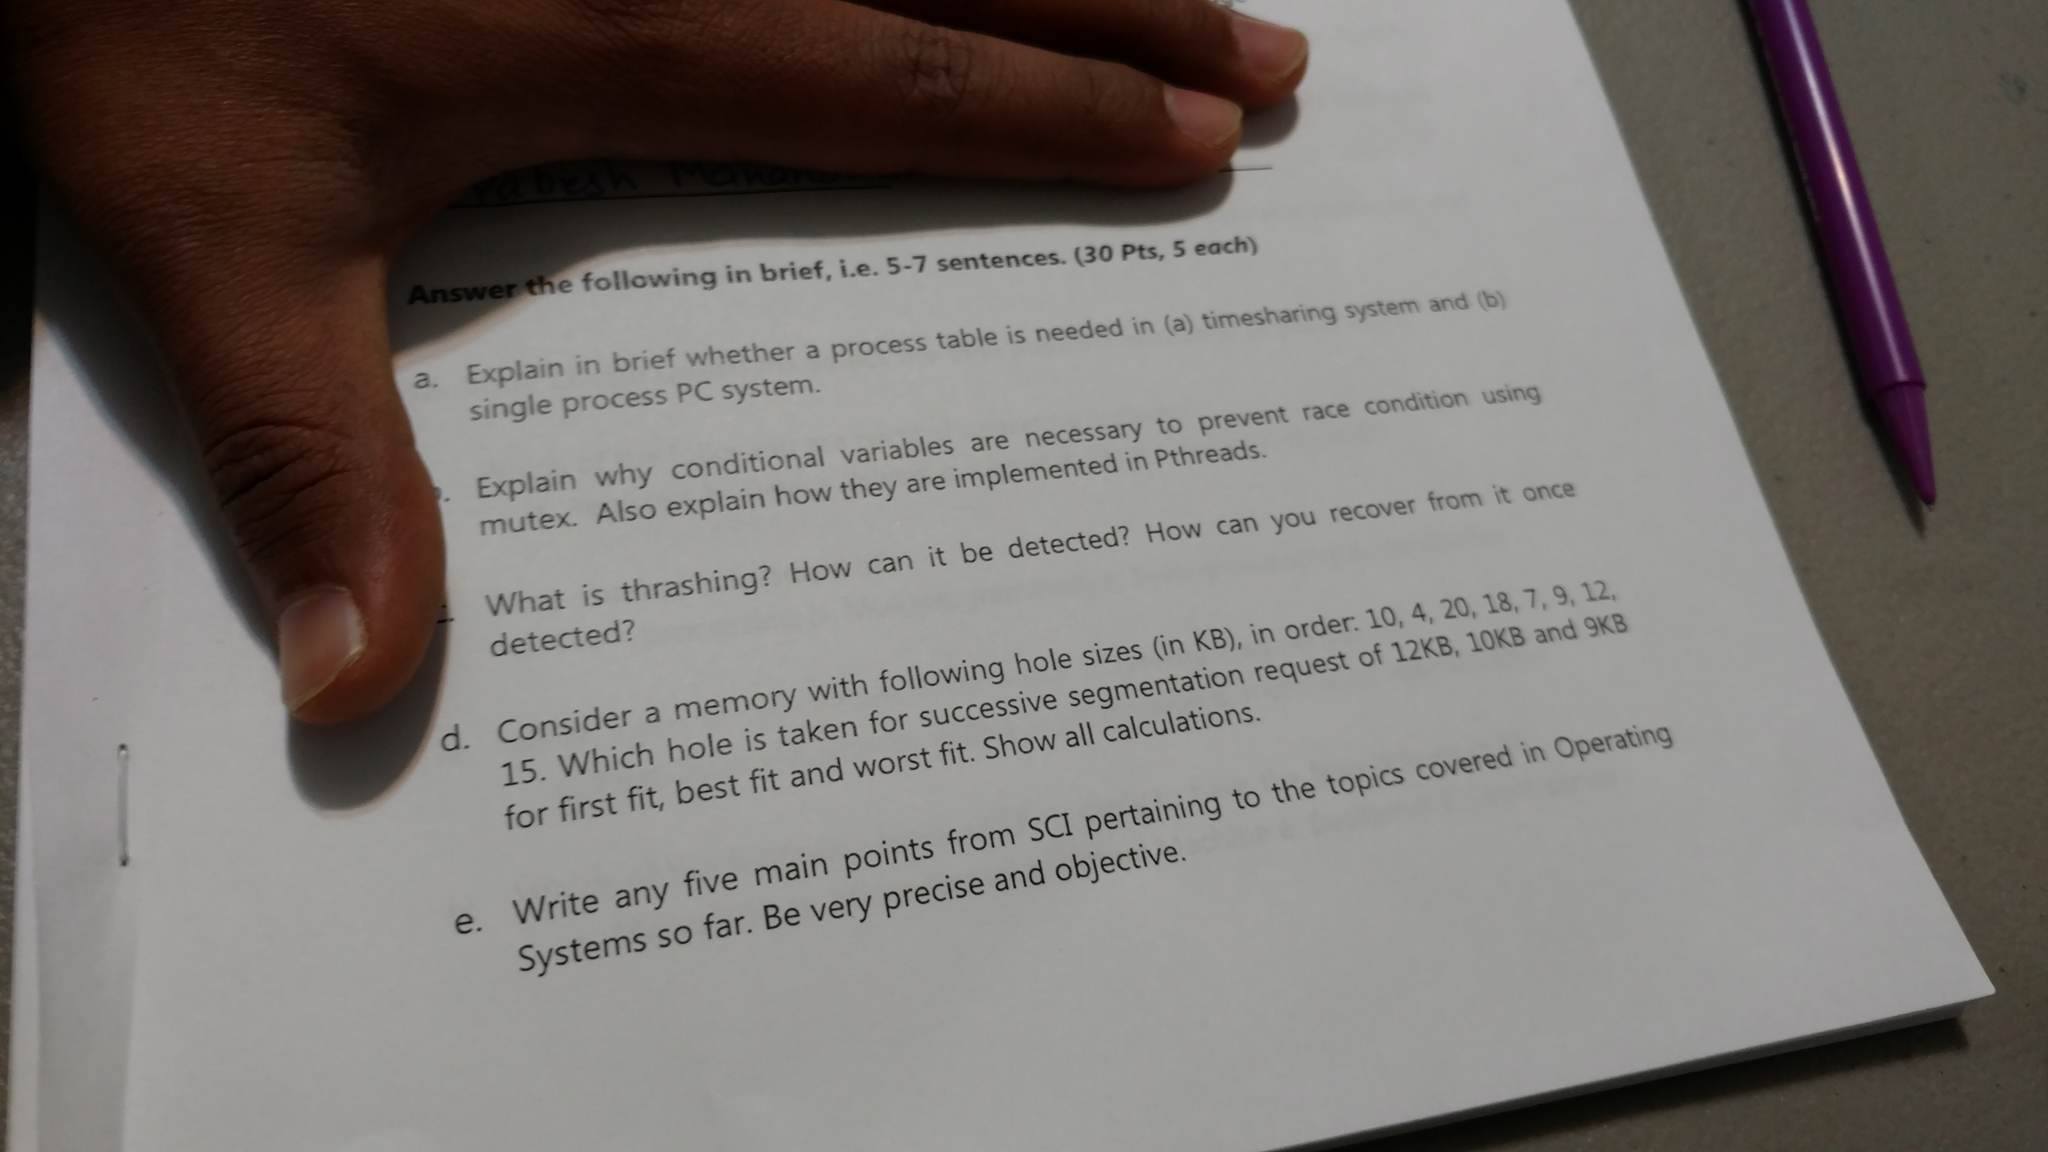 Answer the following in brief, i.e. 5-7 sentences. (30 Pts, 5 each)
a. Explain in brief whether a process table is needed in (a) timesharing system and (b)
single process PC system.
. Explain why conditional variables are necessary to prevent race condition using
mutex. Also explain how they are implemented in Pthreads.
What is thrashing? How can it be detected? How can you recover from it once
detected?
d. Consider a memory with following hole sizes (in KB), in order: 10, 4, 20, 18, 7, 9, 12,
15. Which hole is taken for successive segmentation request of 12KB, 10KB and 9KB
for first fit, best fit and worst fit. Show all calculations.
e. Write any five main points from SCI pertaining to the topics covered in Operating
Systems so far. Be very precise and objective.